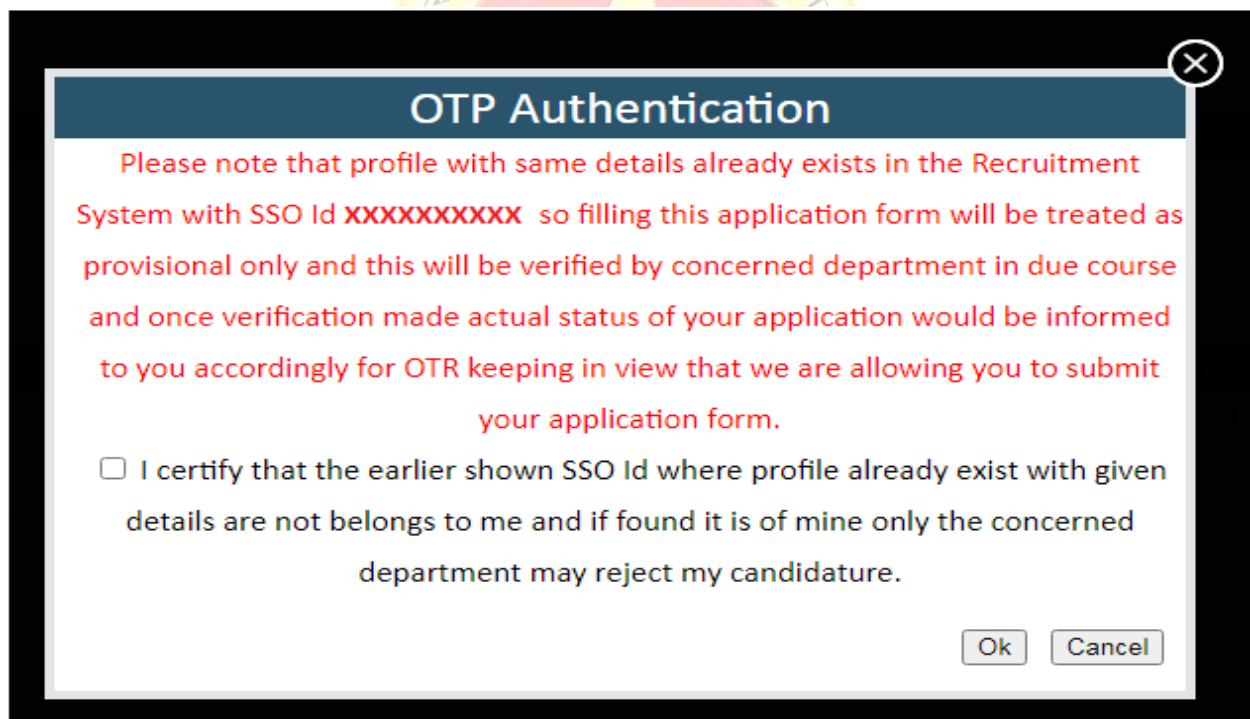 OTP Authentication
Please note that profile with same details already exists in the Recruitment
System with SSO Id XXXXXXXXXX so filling this application form will be treated as
provisional only and this will be verified by concerned department in due course
and once verification made actual status of your application would be informed
to you accordingly for OTR keeping in view that we are allowing you to submit
your application form.
I certify that the earlier shown SSO Id where profile already exist with given
details are not belongs to me and if found it is of mine only the concerned
department may reject my candidature.
Ok Cancel